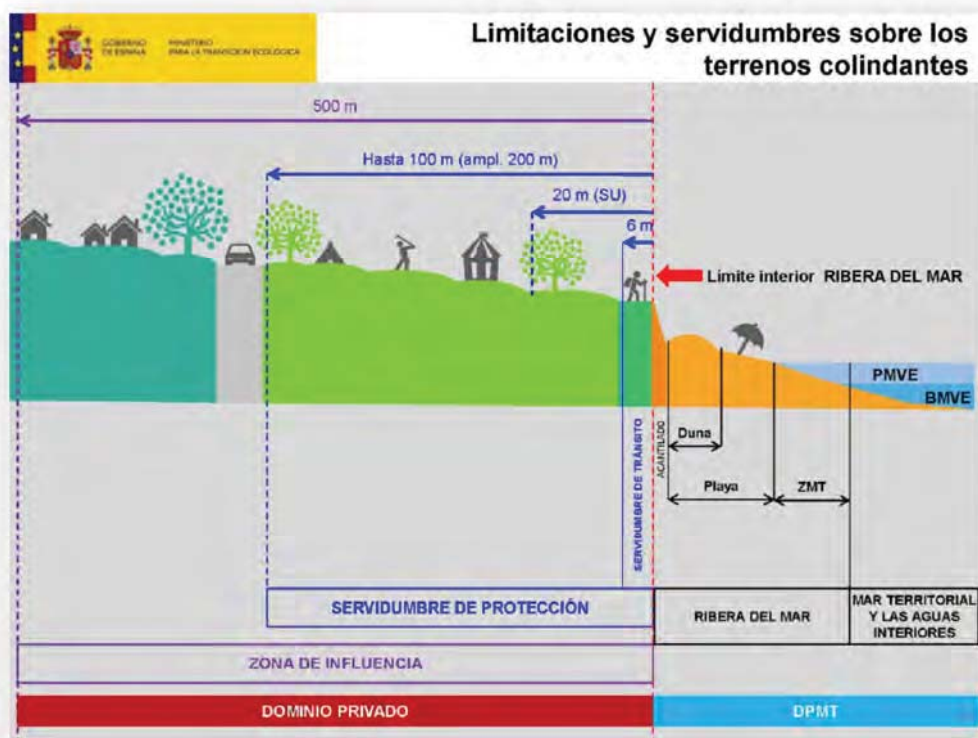 GOBIERNO
DE ESPAÑA
MINISTERIO
PARA LA TRANSICIÓN ECOLÓGICA
Limitaciones y servidumbres sobre los
terrenos colindantes
500 m
Hasta 100 m (ampl. 200 m)
20 m (SU)
6 m
Límite interior RIBERA DEL MAR
PMVE
BMVE
SERVIDUMBRE DE TRÁNSITO
ACANTILADO
Duna
Playa
ZMT
SERVIDUMBRE DE PROTECCIÓN
RIBERA DEL MAR
MAR TERRITORIAL
Y LAS AGUAS
INTERIORES
ZONA DE INFLUENCIA
DOMINIO PRIVADO
DPMT